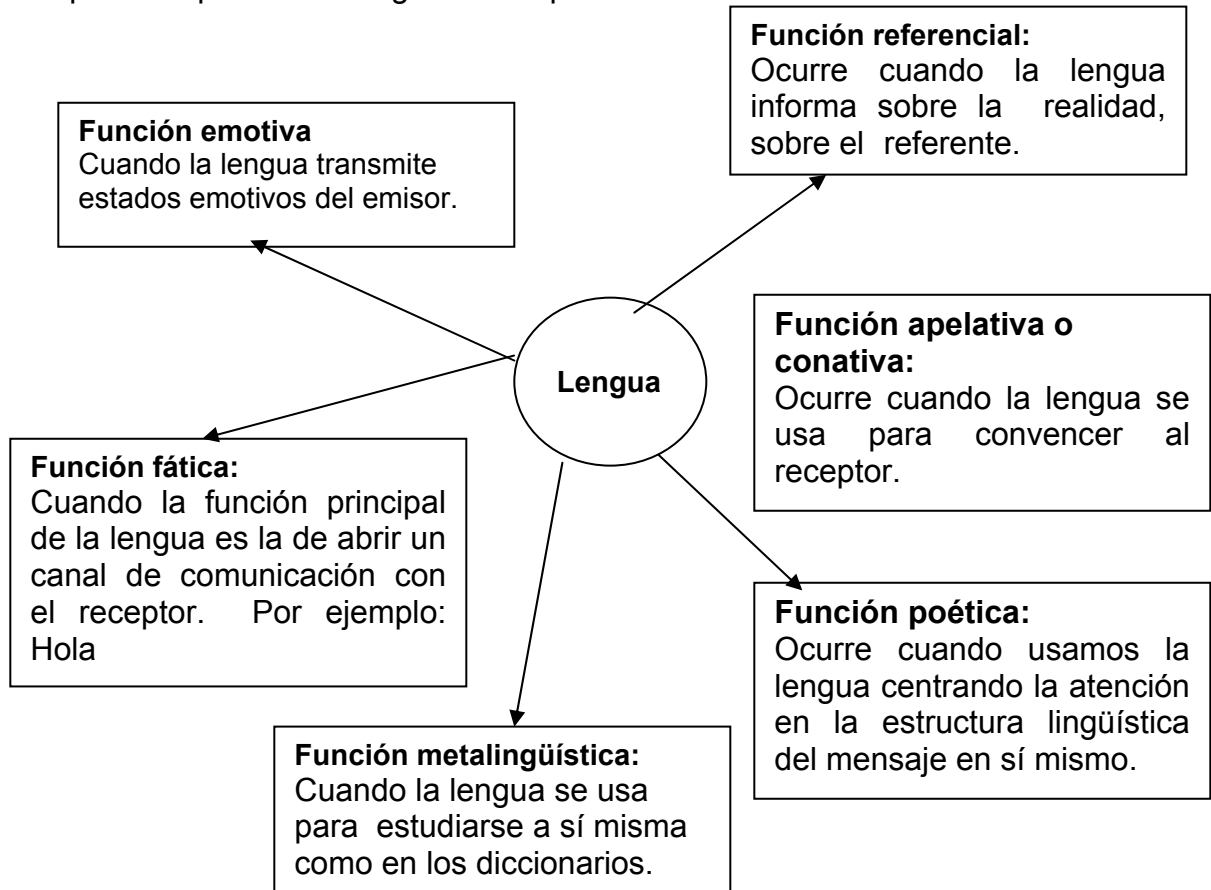 Función referencial:
Ocurre cuando la lengua
informa sobre la realidad,
sobre el referente.
Función emotiva
Cuando la lengua transmite
estados emotivos del emisor.
Función apelativa o
conativa:
Ocurre cuando la lengua se
usa para convencer al
receptor.
Lengua
Función fática:
Cuando la función principal
de la lengua es la de abrir un
canal de comunicación con
el receptor. Por ejemplo:
Hola
Función poética:
Ocurre cuando usamos la
lengua centrando la atención
en la estructura lingüística
del mensaje en sí mismo.
Función metalingüística:
Cuando la lengua se usa
para estudiarse a sí misma
como en los diccionarios.